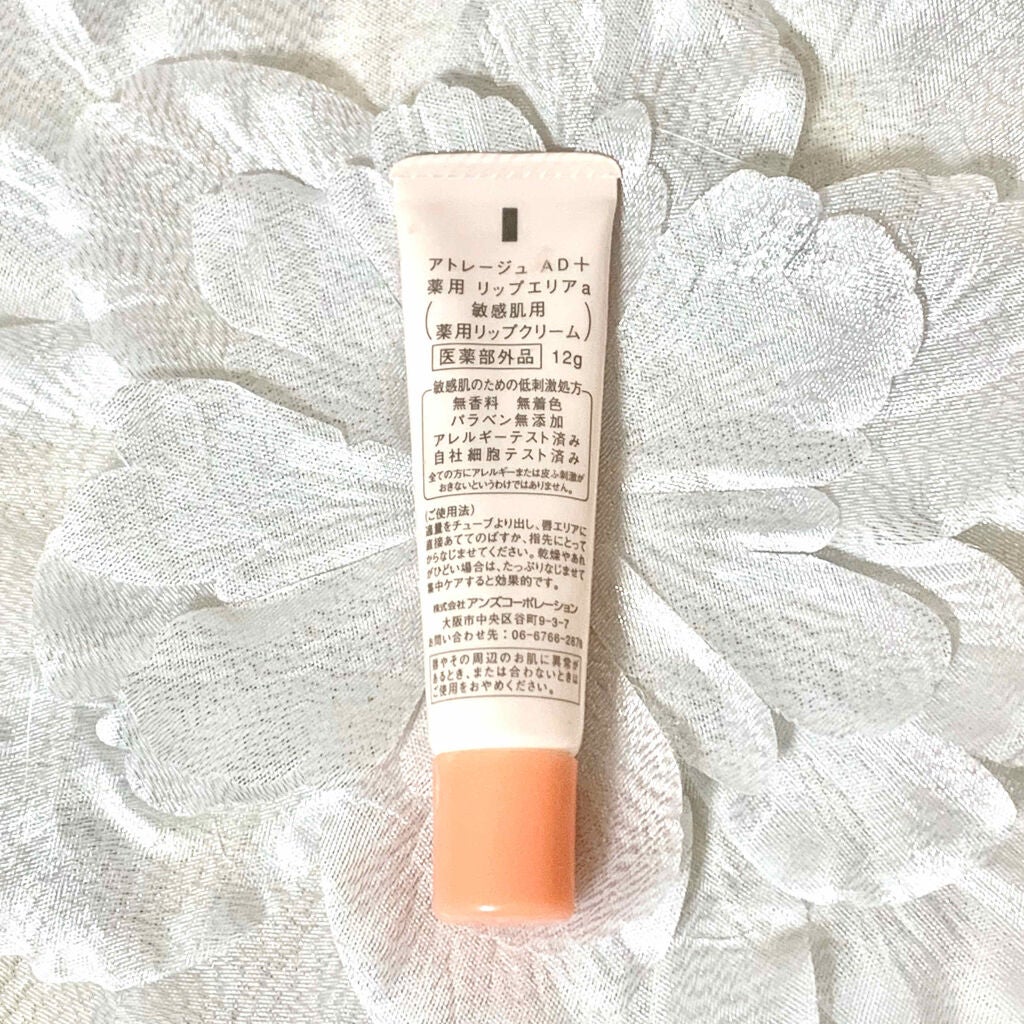 アトレージュ AD＋
薬用 リップエリアa
敏感肌用
(薬用リップクリーム)
医薬部外品 12g
敏感肌のための低刺激処方
無香料 無着色
パラベン無添加
アレルギーテスト済み
自社細胞テスト済み
全ての方にアレルギーまたは皮ふ刺激が
おきないというわけではありません。
(ご使用法)
適量をチューブより出し、唇エリアに
直接あててのばすか、指先にとって
からなじませてください。乾燥やあれ
がひどい場合は、たっぷりなじませて
集中ケアすると効果的です。
株式会社 アンズコーポレーション
大阪市中央区谷町9-3-7
お問い合わせ先：06-6766-2876
唇やその周辺のお肌に異常が
あるとき、または合わないときは
ご使用をおやめください。